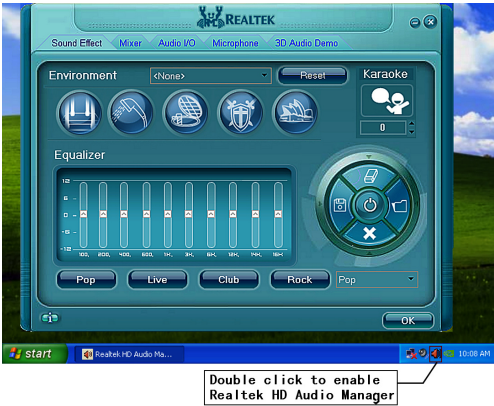 REALTEK
Sound Effect Mixer Audio I/O Microphone 3D Audio Demo
Environment <None> Reset Karaoke
0
Equalizer
12
6
0
-6
-12
100, 200, 400, 600, 1K, 3K, 6K, 12K, 14K, 16K
Pop Live Club Rock Pop
OK
start Realtek HD Audio Ma... 10:08 AM
Double click to enable
Realtek HD Audio Manager